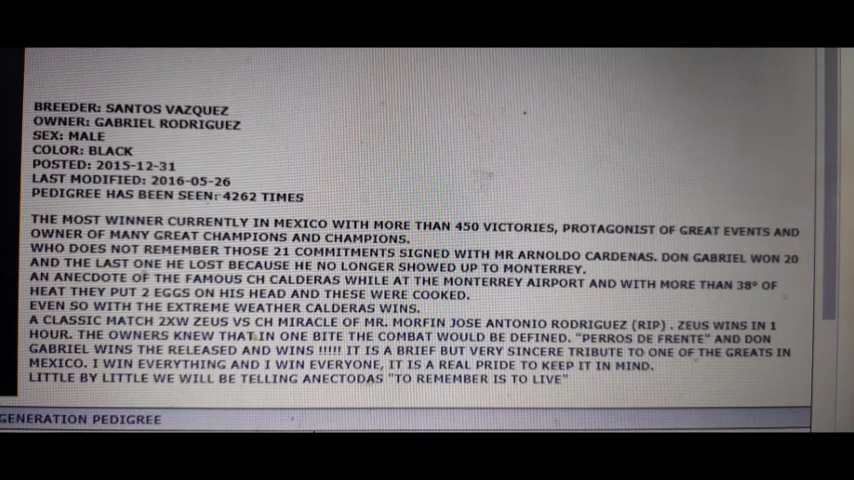 BREEDER: SANTOS VAZQUEZ
OWNER: GABRIEL RODRIGUEZ
SEX: MALE
COLOR: BLACK
POSTED: 2015-12-31
LAST MODIFIED: 2016-05-26
PEDIGREE HAS BEEN SEEN: 4262 TIMES
THE MOST WINNER CURRENTLY IN MEXICO WITH MORE THAN 450 VICTORIES, PROTAGONIST OF GREAT EVENTS AND
OWNER OF MANY GREAT CHAMPIONS AND CHAMPIONS.
WHO DOES NOT REMEMBER THOSE 21 COMMITMENTS SIGNED WITH MR ARNOLDO CARDENAS. DON GABRIEL WON 20
AND THE LAST ONE HE LOST BECAUSE HE NO LONGER SHOWED UP TO MONTERREY.
AN ANECDOTE OF THE FAMOUS CH CALDERAS WHILE AT THE MONTERREY AIRPORT AND WITH MORE THAN 38º OF
HEAT THEY PUT 2 EGGS ON HIS HEAD AND THESE WERE COOKED.
EVEN SO WITH THE EXTREME WEATHER CALDERAS WINS.
A CLASSIC MATCH 2XW ZEUS VS CH MIRACLE OF MR. MORFIN JOSE ANTONIO RODRIGUEZ (RIP) . ZEUS WINS IN 1
HOUR. THE OWNERS KNEW THAT IN ONE BITE THE COMBAT WOULD BE DEFINED. "PERROS DE FRENTE" AND DON
GABRIEL WINS THE RELEASED AND WINS !!!!! IT IS A BRIEF BUT VERY SINCERE TRIBUTE TO ONE OF THE GREATS IN
MEXICO. I WIN EVERYTHING AND I WIN EVERYONE, IT IS A REAL PRIDE TO KEEP IT IN MIND.
LITTLE BY LITTLE WE WILL BE TELLING ANECTODAS "TO REMEMBER IS TO LIVE"
GENERATION PEDIGREE